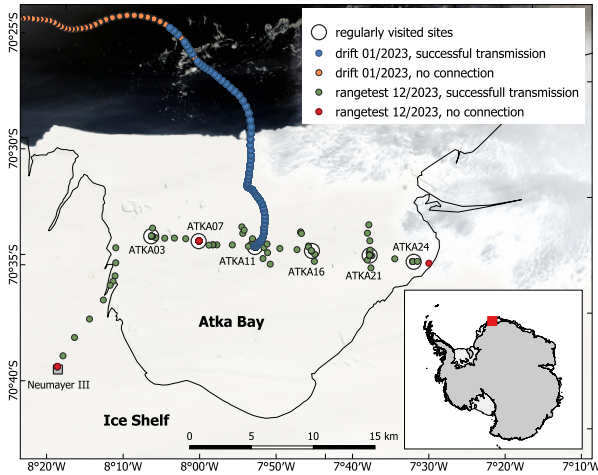 70°25'S
70°30'S
70°35'S
70°40'S
regularly visited sites
drift 01/2023, successful transmission
drift 01/2023, no connection
rangetest 12/2023, successfull transmission
rangetest 12/2023, no connection
ATKA03
ATKA07
ATKA11
ATKA16
ATKA21
ATKA24
Atka Bay
Neumayer III
Ice Shelf
0 5 10 15 km
8°20'W 8°10'W 8°00'W 7°50'W 7°40'W 7°30'W 7°10'W